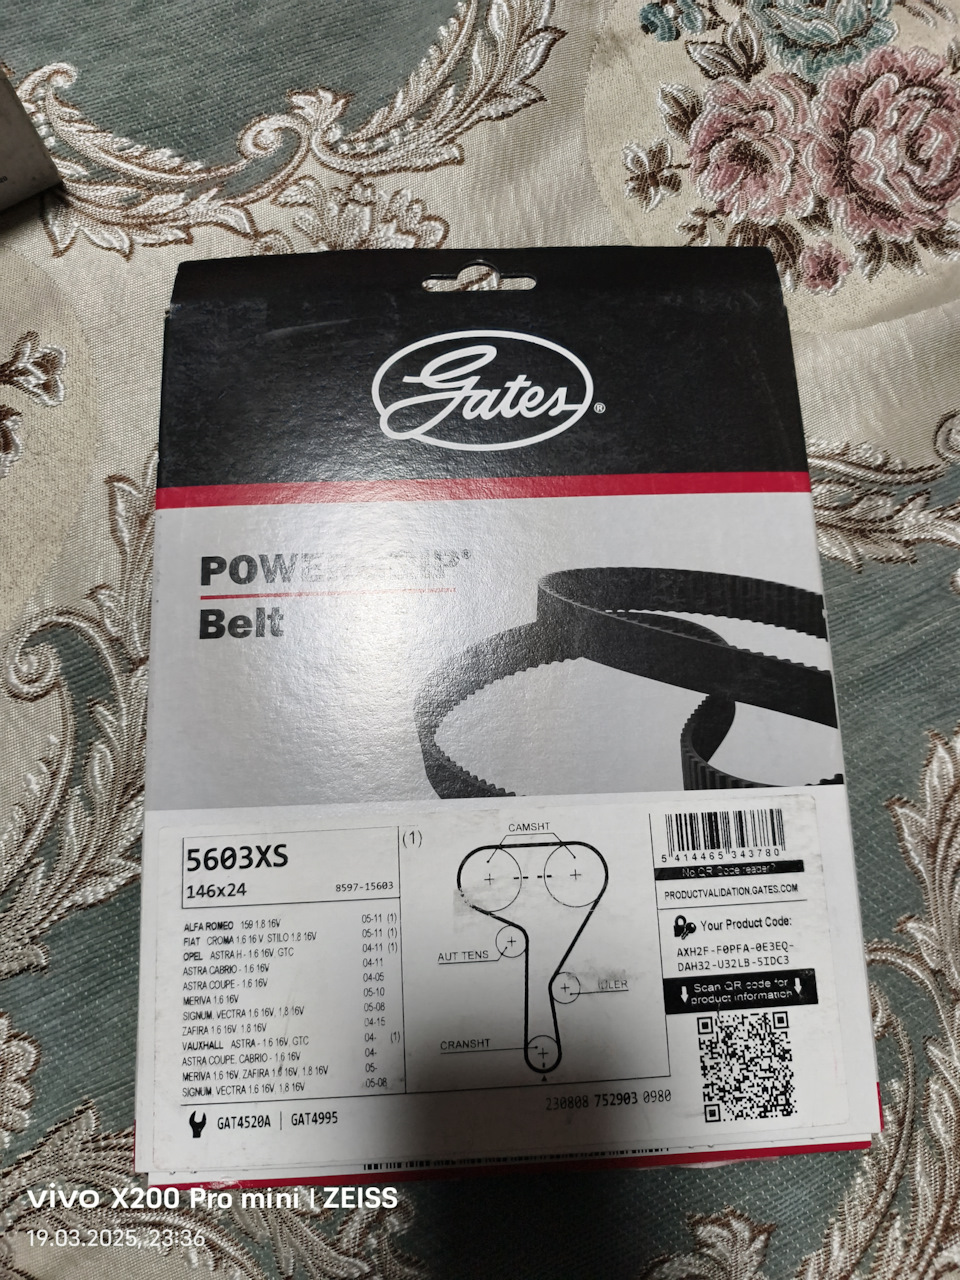 Gates®
POWERGRIP®
Belt
5603XS
146x24 8597-15603
ALFA ROMEO 159 1.8 16V 05-11 (1)
FIAT CROMA 1.6 16 V STILO 1.8 16V 05-11 (1)
OPEL ASTRA H - 1.6 16V GTC 04-11 (1)
ASTRA CABRIO - 1.6 16V 04-11
ASTRA COUPE - 1.6 16V 04-05
MERIVA 1.6 16V 05-10
SIGNUM, VECTRA 1.6 16V, 1.8 16V 05-08
ZAFIRA 1.6 16V, 1.8 16V 04-15
VAUXHALL ASTRA - 1.6 16V, GTC 04- (1)
ASTRA COUPE, CABRIO - 1.6 16V 04-
MERIVA 1.6 16V, ZAFIRA 1.6 16V, 1.8 16V 05-
SIGNUM, VECTRA 1.6 16V, 1.8 16V 05-08
GAT4520A | GAT4995
(1)
CAMSHT
AUT TENS
IDLER
CRANSHT
230808 752903 0980
5 414465 343780
No QR Code reader?
PRODUCTVALIDATION.GATES.COM
Your Product Code:
AXH2F-F0PFA-0E3EQ-
DAH32-U32LB-5IDC3
Scan QR code for
product information
vivo X200 Pro mini | ZEISS
19.03.2025, 23:36